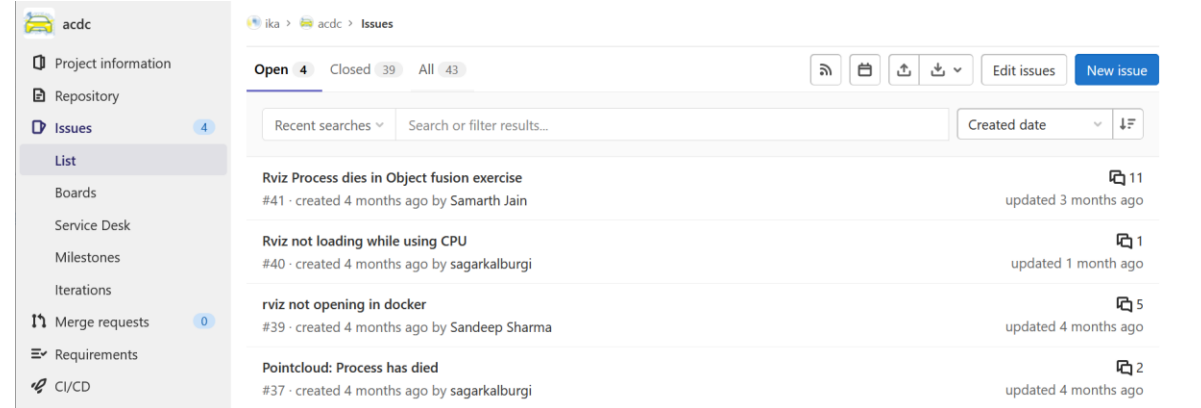 acdc
Project information
Repository
Issues 4
List
Boards
Service Desk
Milestones
Iterations
Merge requests 0
Requirements
CI/CD
ika > acdc > Issues
Open 4 Closed 39 All 43
Edit issues New issue
Recent searches Search or filter results... Created date
Rviz Process dies in Object fusion exercise 11
#41 · created 4 months ago by Samarth Jain updated 3 months ago
Rviz not loading while using CPU 1
#40 · created 4 months ago by sagarkalburgi updated 1 month ago
rviz not opening in docker 5
#39 · created 4 months ago by Sandeep Sharma updated 4 months ago
Pointcloud: Process has died 2
#37 · created 4 months ago by sagarkalburgi updated 4 months ago